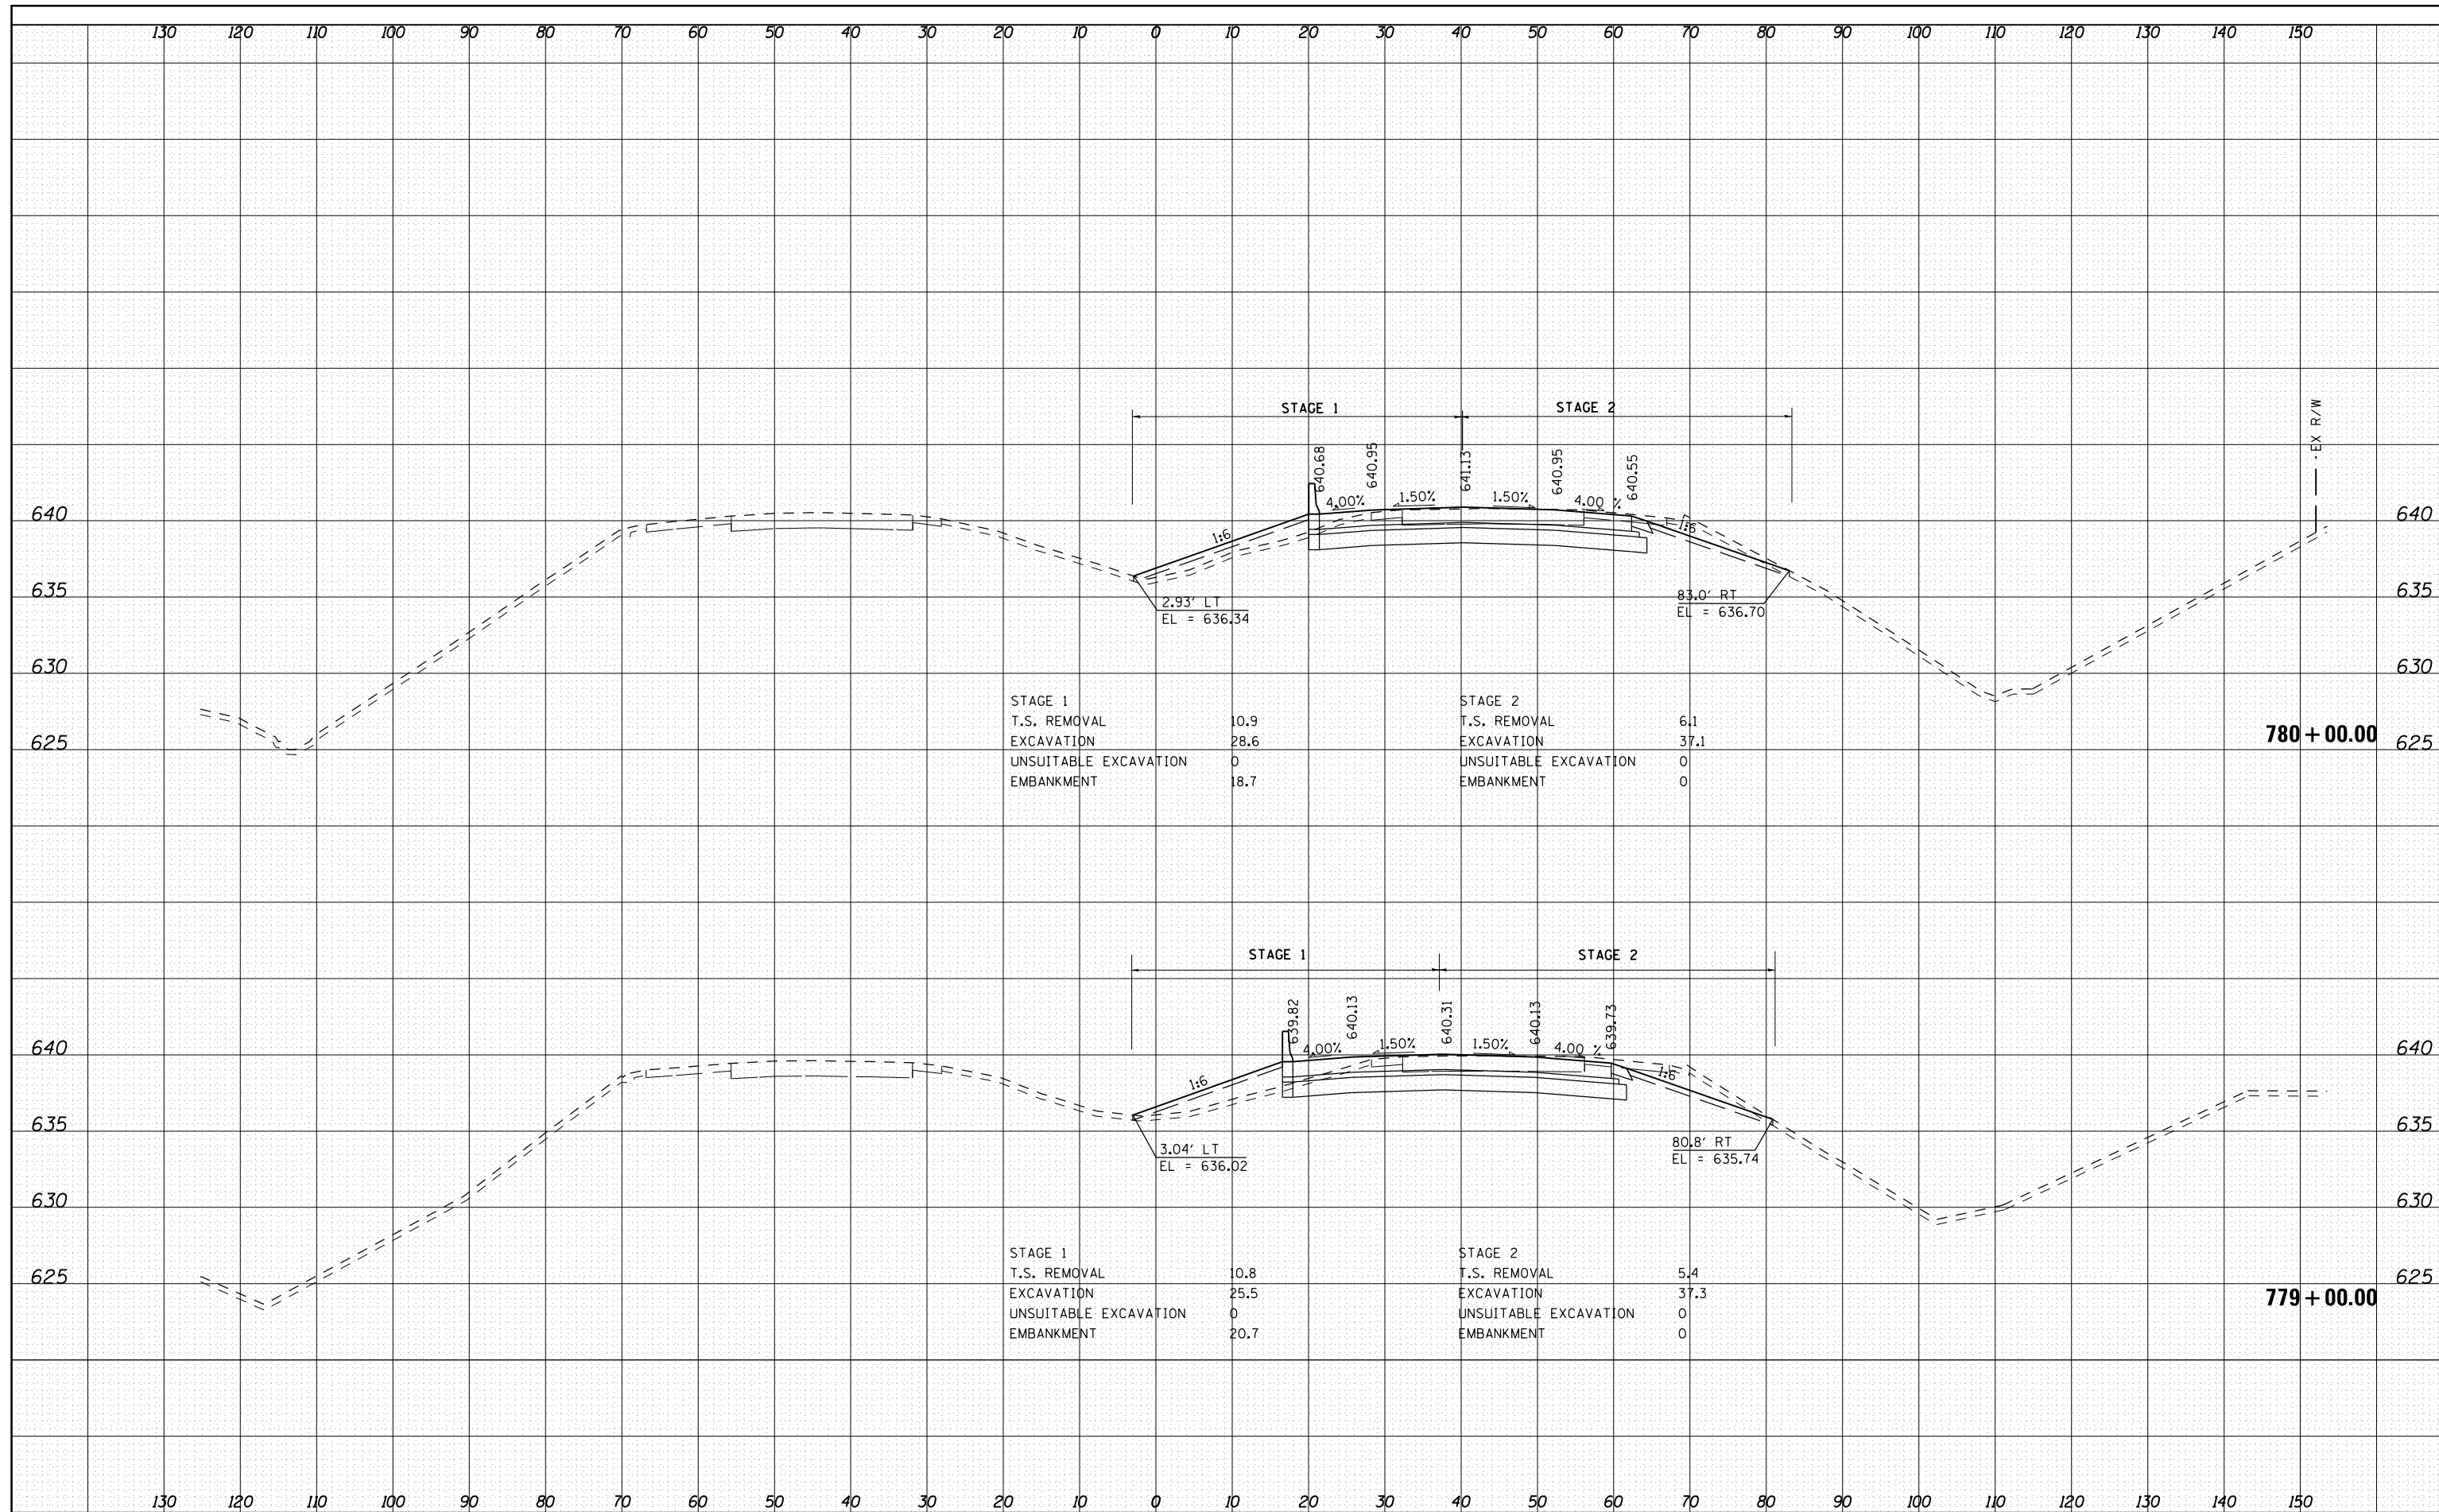 130 120 110 100 90 80 70 60 50 40 30 20 10 0 10 20 30 40 50 60 70 80 90 100 110 120 130 140 150
STAGE 1 STAGE 2
EX R/W
640.68 640.95 641.13 640.95 640.55
4.00% 1.50% 1.50% 4.00 %
640 640
1:6 1:6
635 635
2.93' LT
EL = 636.34
83.0' RT
EL = 636.70
630 630
STAGE 1
T.S. REMOVAL 10.9
EXCAVATION 28.6
UNSUITABLE EXCAVATION 0
EMBANKMENT 18.7
STAGE 2
T.S. REMOVAL 6.1
EXCAVATION 37.1
UNSUITABLE EXCAVATION 0
EMBANKMENT 0
780+00.00
625 625
STAGE 1 STAGE 2
639.82 640.13 640.31 640.13 639.73
4.00% 1.50% 1.50% 4.00 %
640 640
1:6 1:6
635 635
3.04' LT
EL = 636.02
80.8' RT
EL = 635.74
630 630
STAGE 1
T.S. REMOVAL 10.8
EXCAVATION 25.5
UNSUITABLE EXCAVATION 0
EMBANKMENT 20.7
STAGE 2
T.S. REMOVAL 5.4
EXCAVATION 37.3
UNSUITABLE EXCAVATION 0
EMBANKMENT 0
625 625
779+00.00
130 120 110 100 90 80 70 60 50 40 30 20 10 0 10 20 30 40 50 60 70 80 90 100 110 120 130 140 150